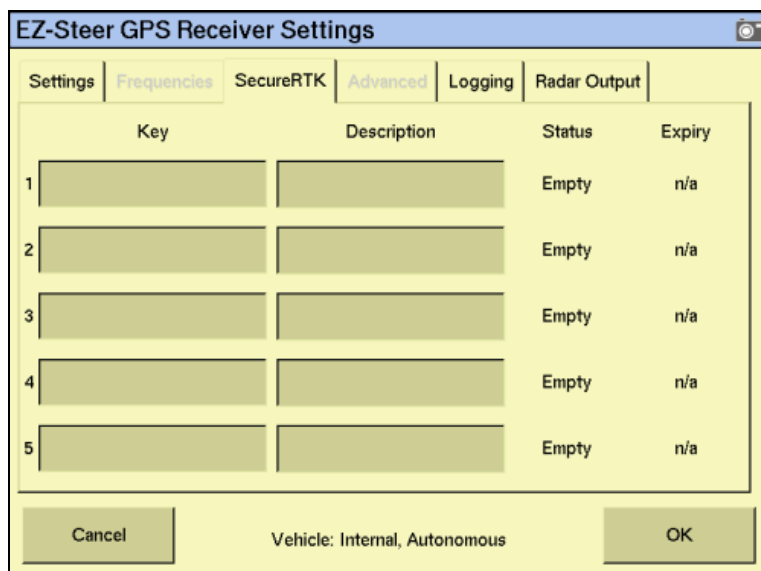 EZ-Steer GPS Receiver Settings
Settings Frequencies SecureRTK Advanced Logging Radar Output
Key Description Status Expiry
1 Empty n/a
2 Empty n/a
3 Empty n/a
4 Empty n/a
5 Empty n/a
Cancel Vehicle: Internal, Autonomous OK